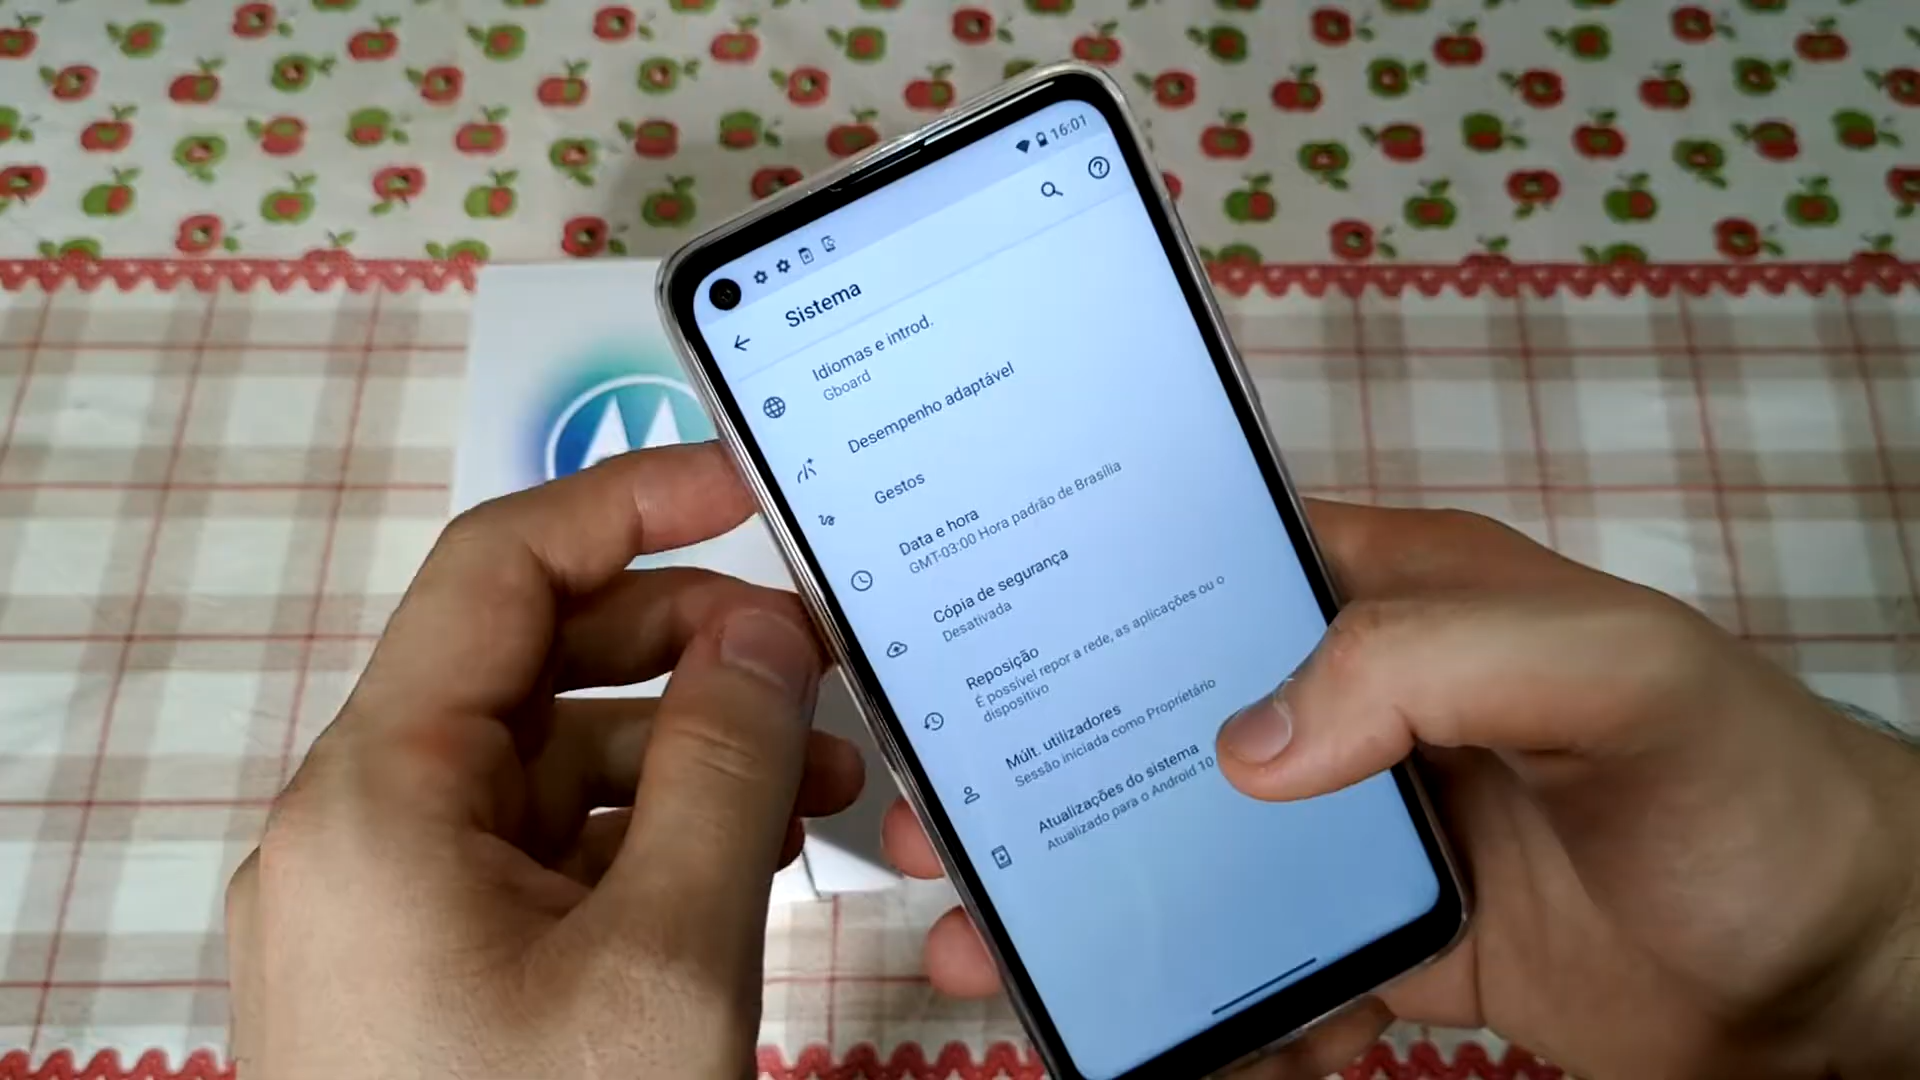 16:01
Sistema
Idiomas e introd.
Gboard
Desempenho adaptável
Gestos
Data e hora
GMT-03:00 Hora padrão de Brasília
Cópia de segurança
Desativada
Reposição
É possível repor a rede, as aplicações ou o
dispositivo
Múlt. utilizadores
Sessão iniciada como Proprietário
Atualizações do sistema
Atualizado para o Android 10